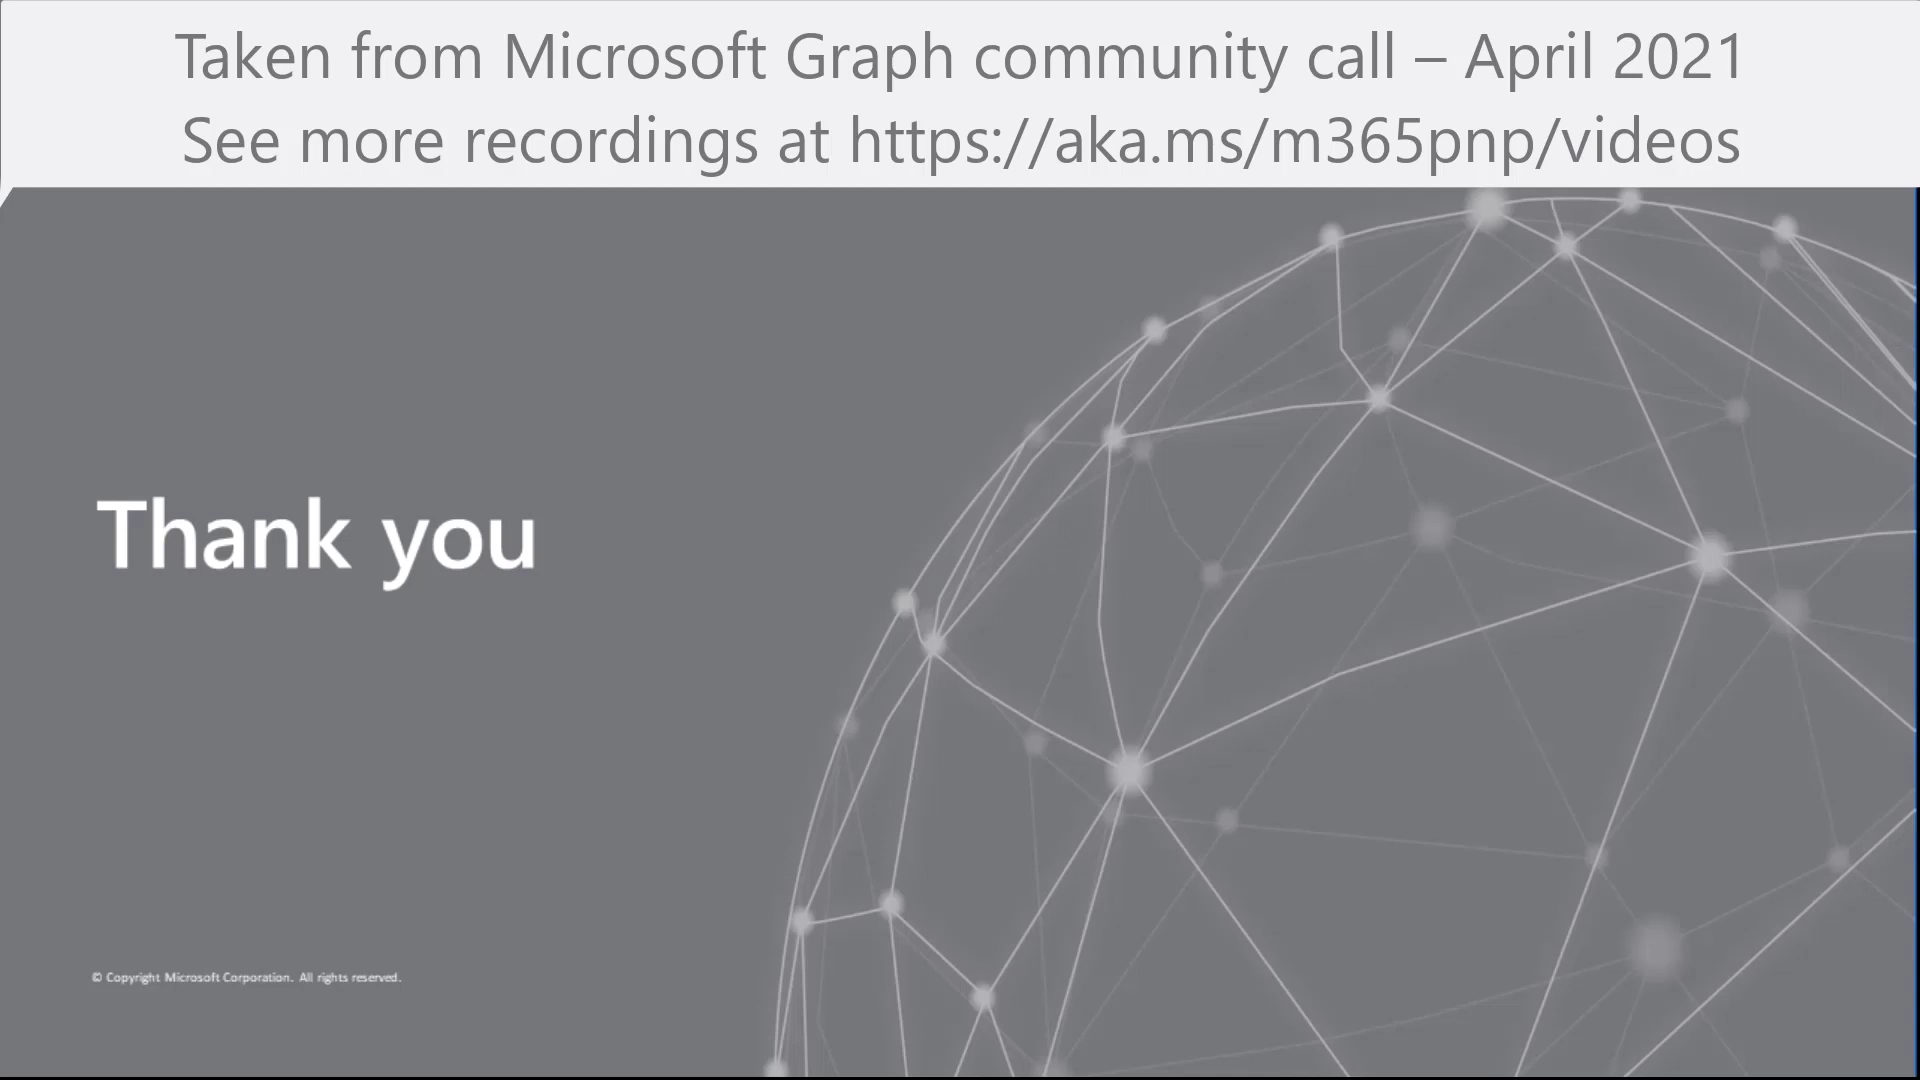 Taken from Microsoft Graph community call – April 2021
See more recordings at https://aka.ms/m365pnp/videos
Thank you
© Copyright Microsoft Corporation. All rights reserved.